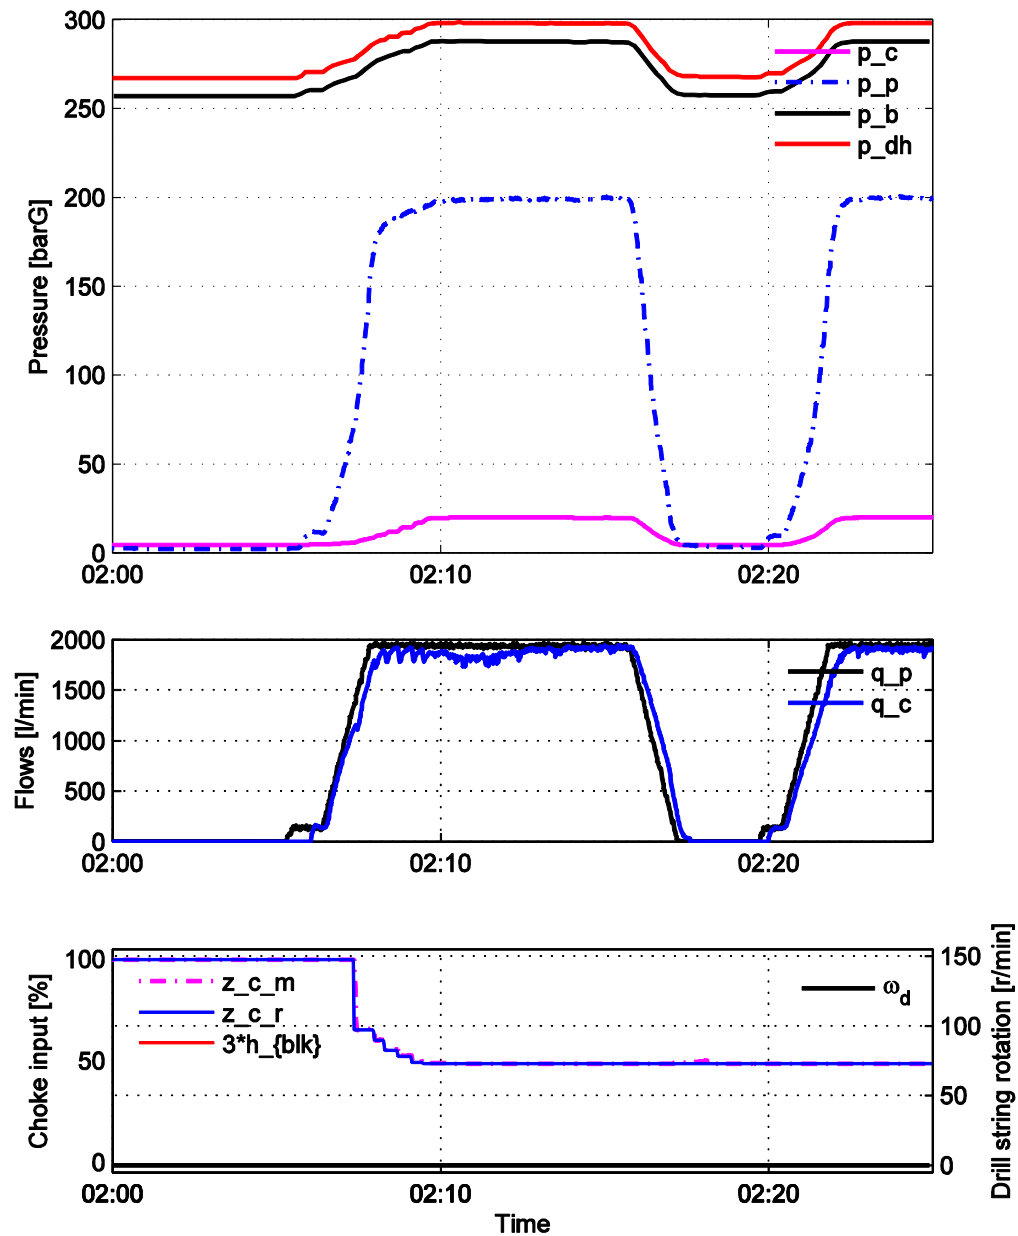 300
250
200
150
100
50
0
Pressure [barG]
p_c
p_p
p_b
p_dh
02:00 02:10 02:20
2000
1500
1000
500
0
Flows [l/min]
q_p
q_c
02:00 02:10 02:20
100
50
0
Choke input [%]
z_c_m
z_c_r
3*h_{blk}
ω_d
150
100
50
0
Drill string rotation [r/min]
02:00 02:10 02:20
Time